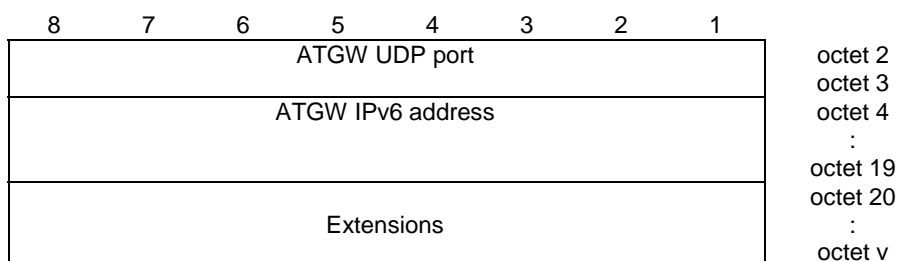 8 7 6 5 4 3 2 1
ATGW UDP port octet 2
octet 3
ATGW IPv6 address octet 4
:
octet 19
octet 20
Extensions :
octet v